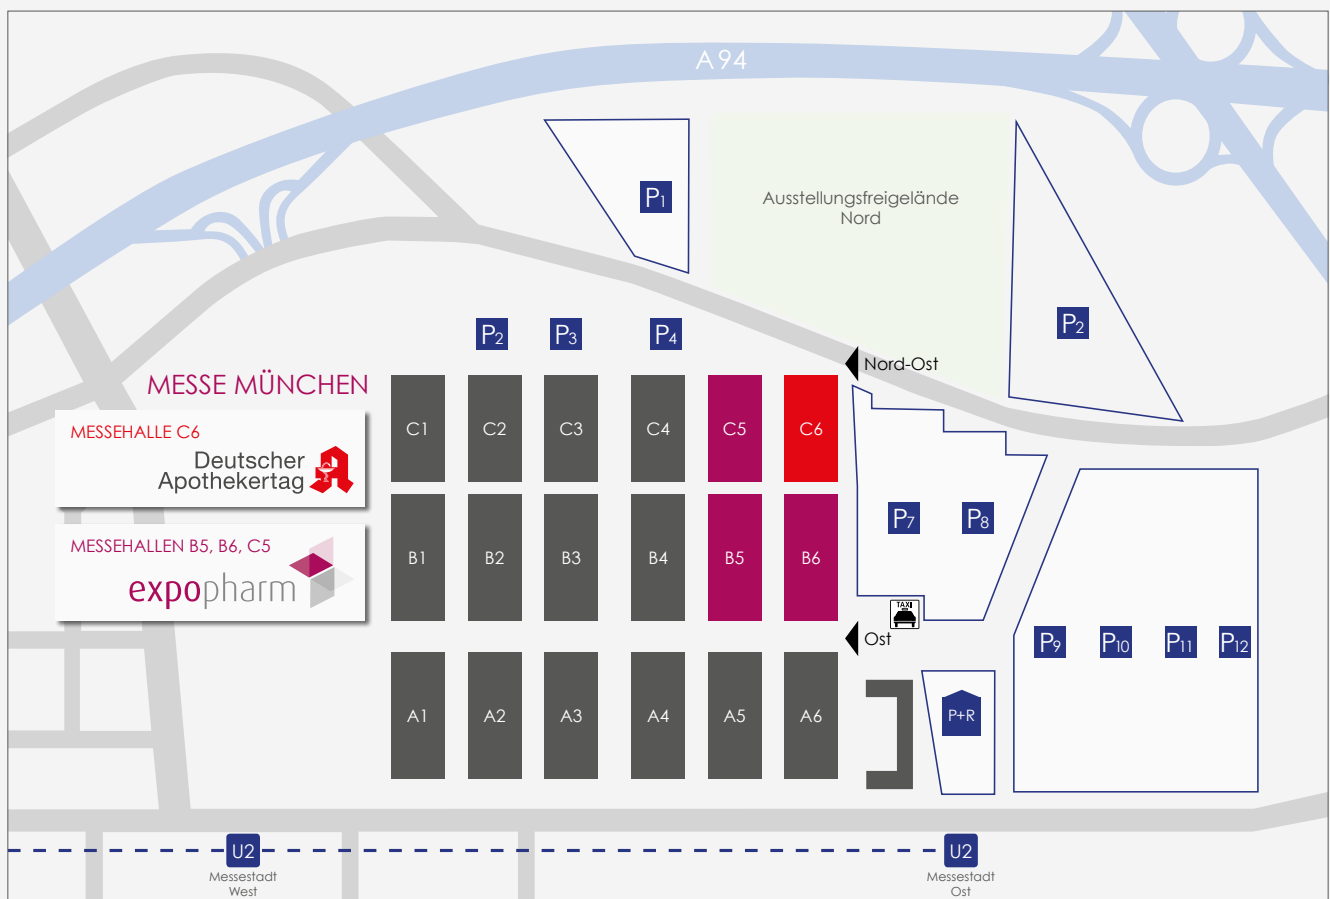 A 94
P1
Ausstellungsfreigelände
Nord
P2
P2
P3
P4
Nord-Ost
MESSE MÜNCHEN
MESSEHALLE C6
Deutscher
Apothekertag
MESSEHALLEN B5, B6, C5
expopharm
C1
C2
C3
C4
C5
C6
P7
P8
B1
B2
B3
B4
B5
B6
TAXI
Ost
P9
P10
P11
P12
A1
A2
A3
A4
A5
A6
P+R
U2
Messestadt
West
U2
Messestadt
Ost